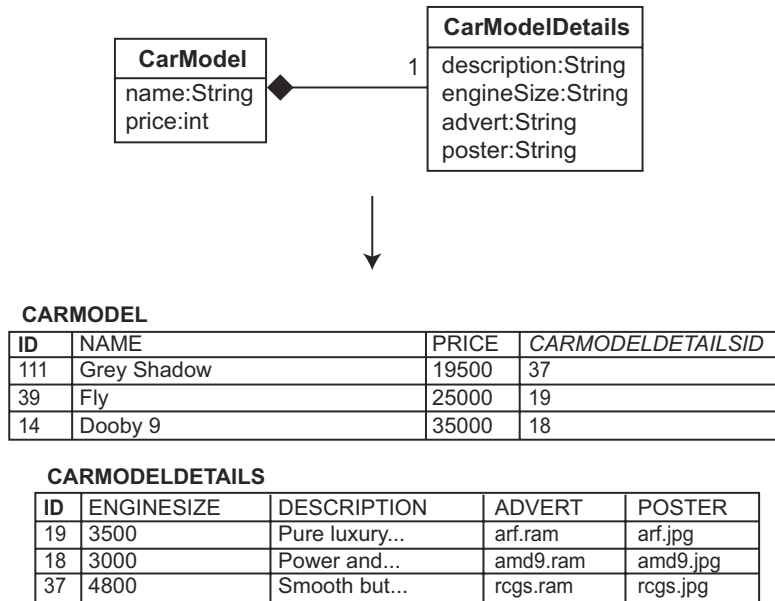 CarModel
name:String
price:int
1
CarModelDetails
description:String
engineSize:String
advert:String
poster:String
CARMODEL
ID NAME PRICE CARMODELDETAILSID
111 Grey Shadow 19500 37
39 Fly 25000 19
14 Dooby 9 35000 18
CARMODELDETAILS
ID ENGINESIZE DESCRIPTION ADVERT POSTER
19 3500 Pure luxury... arf.ram arf.jpg
18 3000 Power and... amd9.ram amd9.jpg
37 4800 Smooth but... rcgs.ram rcgs.jpg